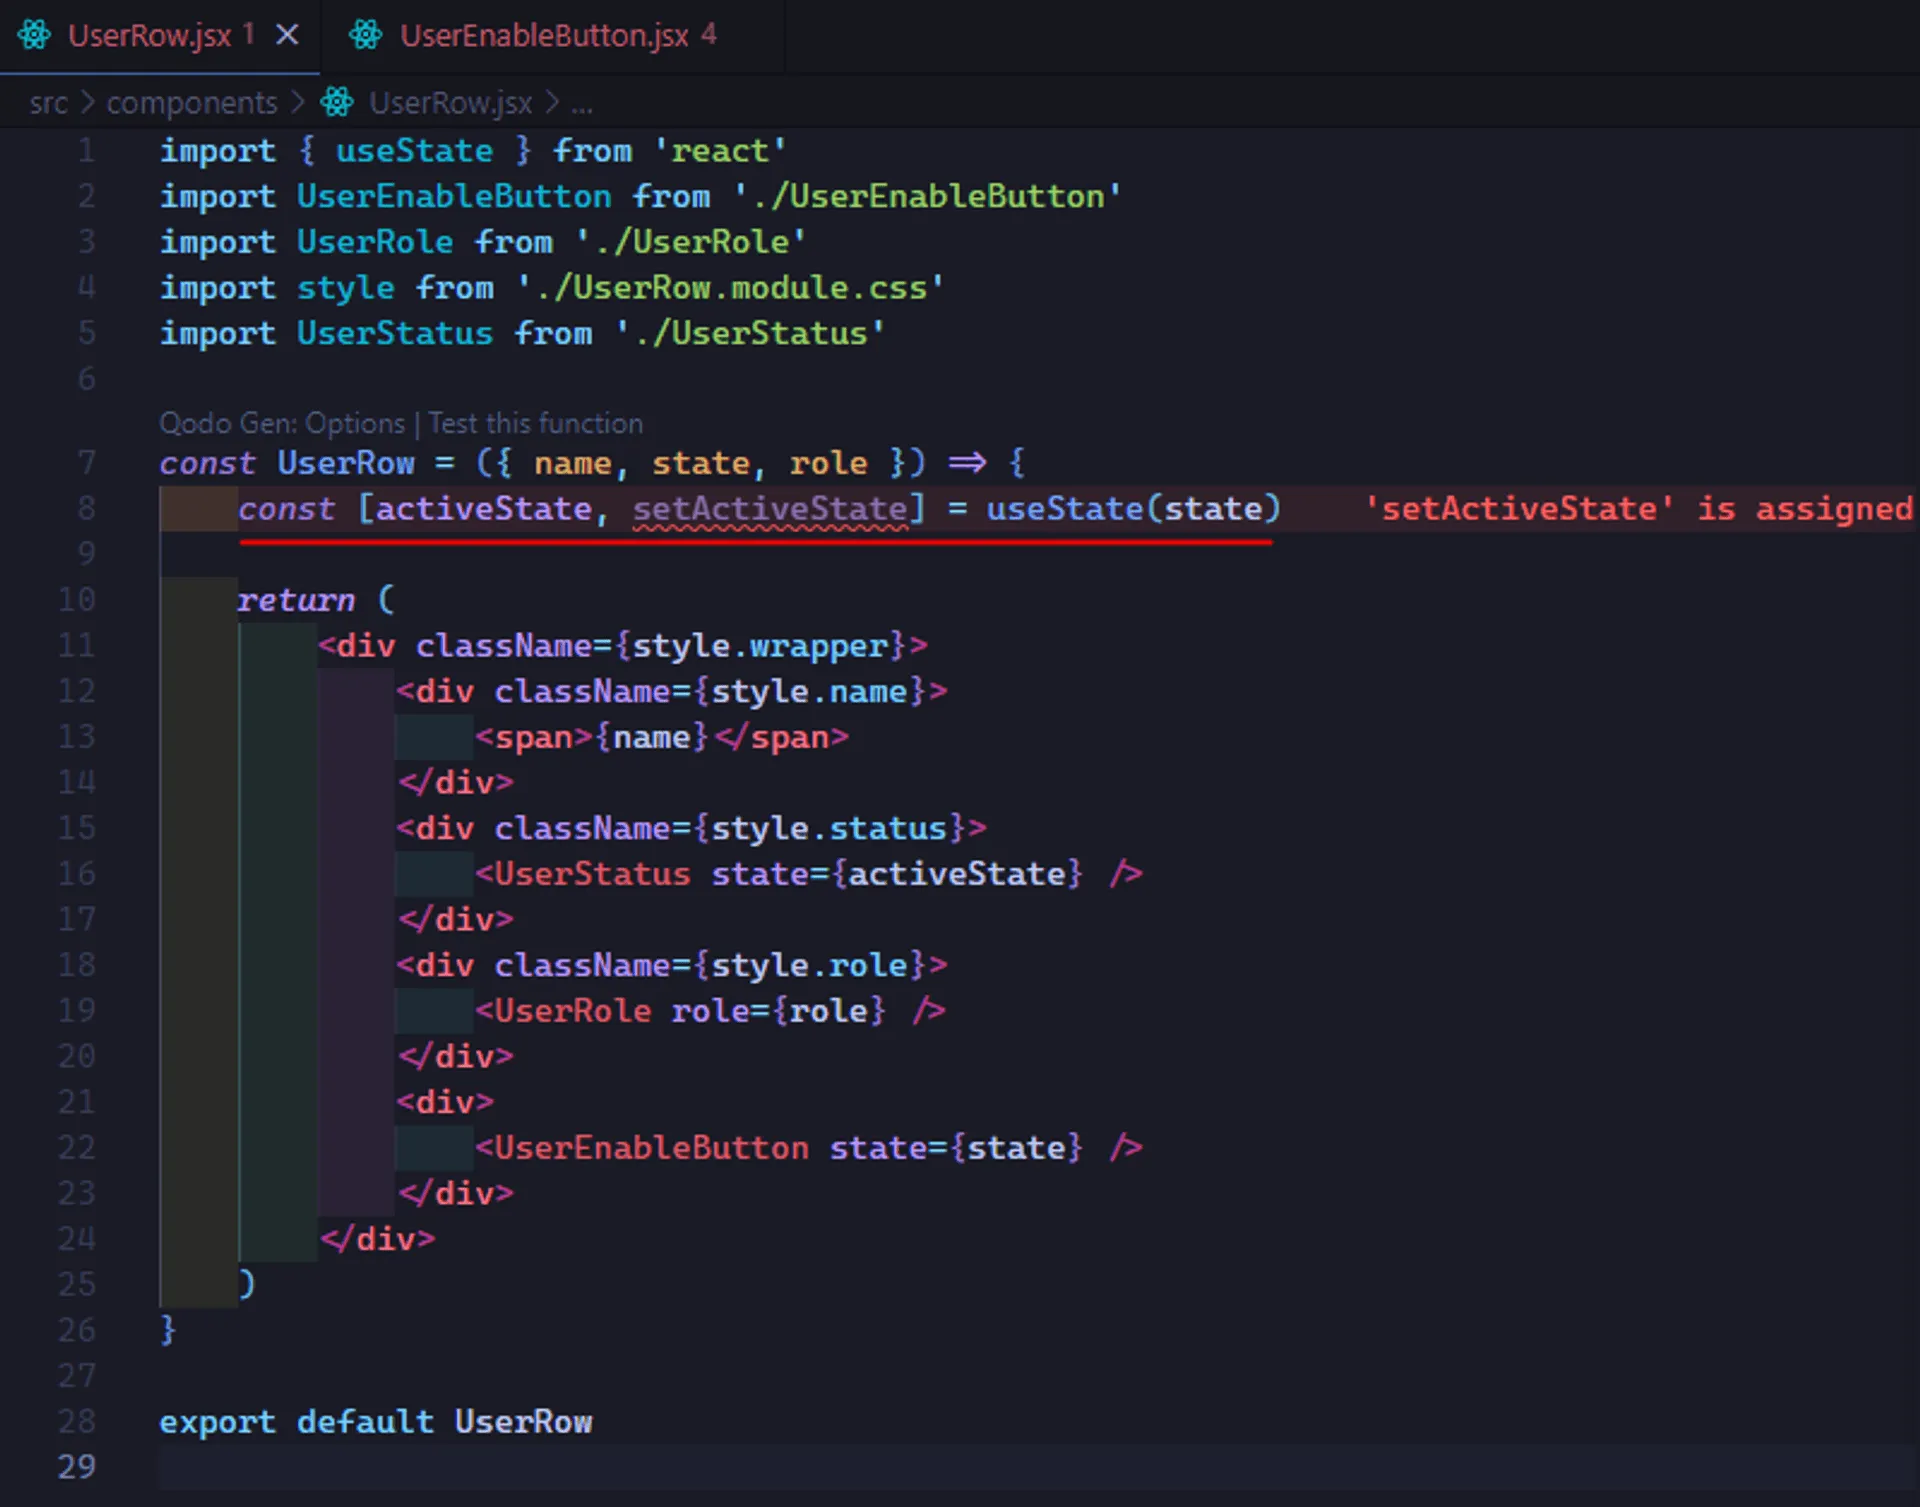 UserRow.jsx 1 UserEnableButton.jsx 4
src > components > UserRow.jsx > ...
1 import { useState } from 'react'
2 import UserEnableButton from './UserEnableButton'
3 import UserRole from './UserRole'
4 import style from './UserRow.module.css'
5 import UserStatus from './UserStatus'
6
Qodo Gen: Options | Test this function
7 const UserRow = ({ name, state, role }) => {
8     const [activeState, setActiveState] = useState(state)    'setActiveState' is assigned
9
10     return (
11         <div className={style.wrapper}>
12             <div className={style.name}>
13                 <span>{name}</span>
14             </div>
15             <div className={style.status}>
16                 <UserStatus state={activeState} />
17             </div>
18             <div className={style.role}>
19                 <UserRole role={role} />
20             </div>
21             <div>
22                 <UserEnableButton state={state} />
23             </div>
24         </div>
25     )
26 }
27
28 export default UserRow
29